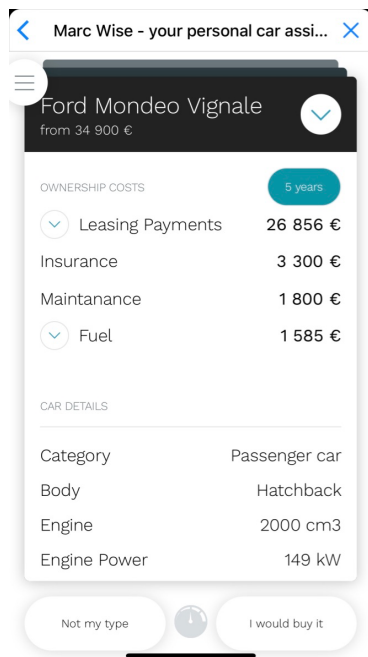 Marc Wise - your personal car assi...
Ford Mondeo Vignale
from 34 900 €
OWNERSHIP COSTS 5 years
Leasing Payments 26 856 €
Insurance 3 300 €
Maintanance 1 800 €
Fuel 1 585 €
CAR DETAILS
Category Passenger car
Body Hatchback
Engine 2000 cm3
Engine Power 149 kW
Not my type I would buy it